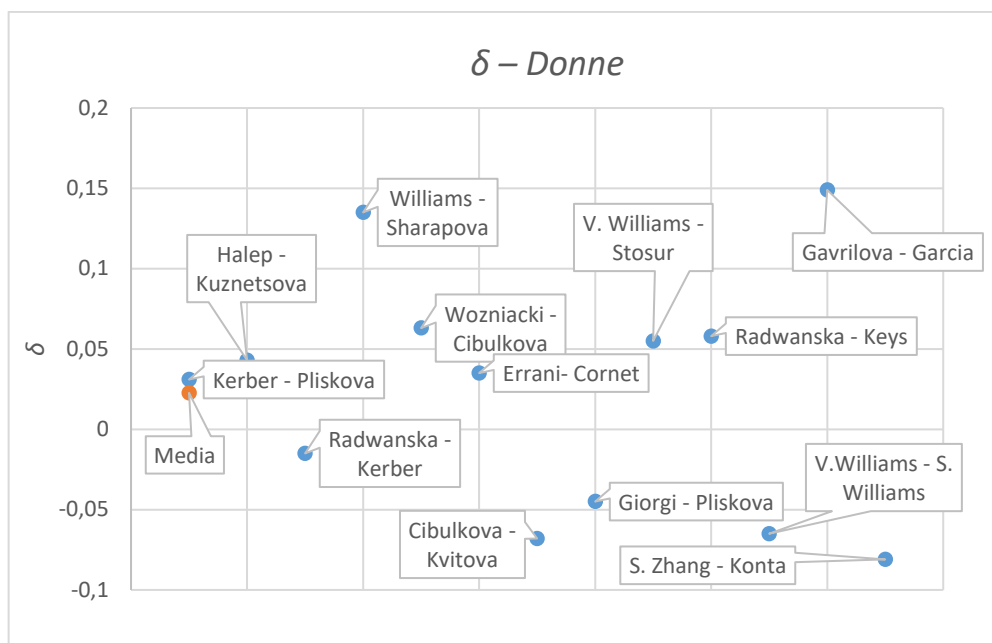 δ – Donne
0,2
0,15
0,1
0,05
0
-0,05
-0,1
δ
Williams -
Sharapova
V. Williams -
Stosur
Gavrilova - Garcia
Halep -
Kuznetsova
Wozniacki -
Cibulkova
Radwanska - Keys
Kerber - Pliskova
Errani- Cornet
Media
Radwanska -
Kerber
V.Williams - S.
Williams
Giorgi - Pliskova
Cibulkova -
Kvitova
S. Zhang - Konta